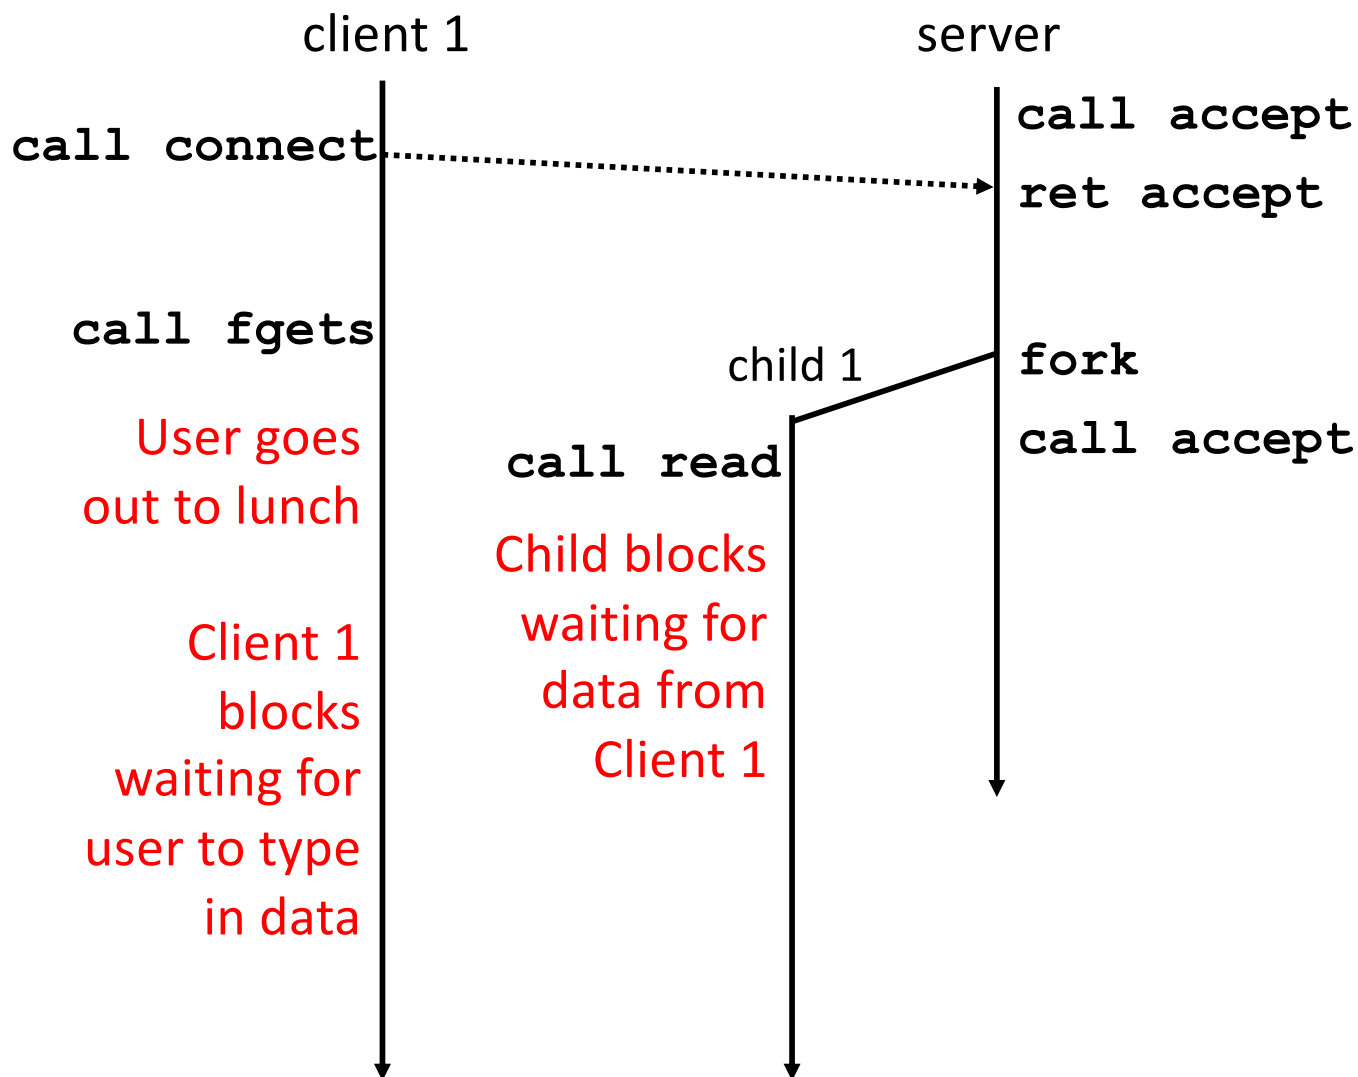 client 1
server
call accept
call connect
ret accept
call fgets
child 1
fork
User goes
out to lunch
call accept
call read
Child blocks
waiting for
data from
Client 1
Client 1
blocks
waiting for
user to type
in data